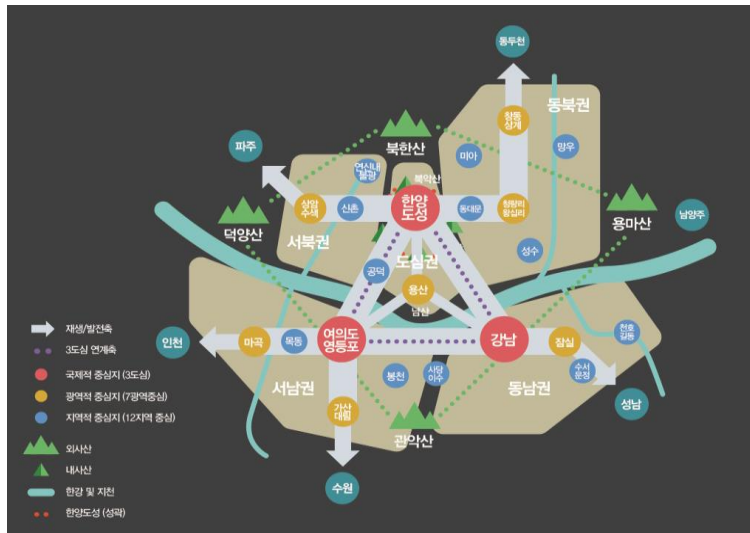 동두천
동북권
창동
상계
북한산
미아
망우
파주
연신내
불광
북악산
상암
수색
신촌
한양
도성
동대문
청량리
왕십리
용마산
남양주
덕양산
서북권
도심권
성수
공덕
용산
남산
재생/발전축
3도심 연계축
국제적 중심지 (3도심)
광역적 중심지 (7광역중심)
지역적 중심지 (12지역 중심)
외사산
내사산
한강 및 지천
한양도성 (성곽)
인천
마곡
목동
여의도
영등포
강남
잠실
천호
길동
서남권
봉천
사당
이수
동남권
수서
문정
성남
가산
대림
관악산
수원